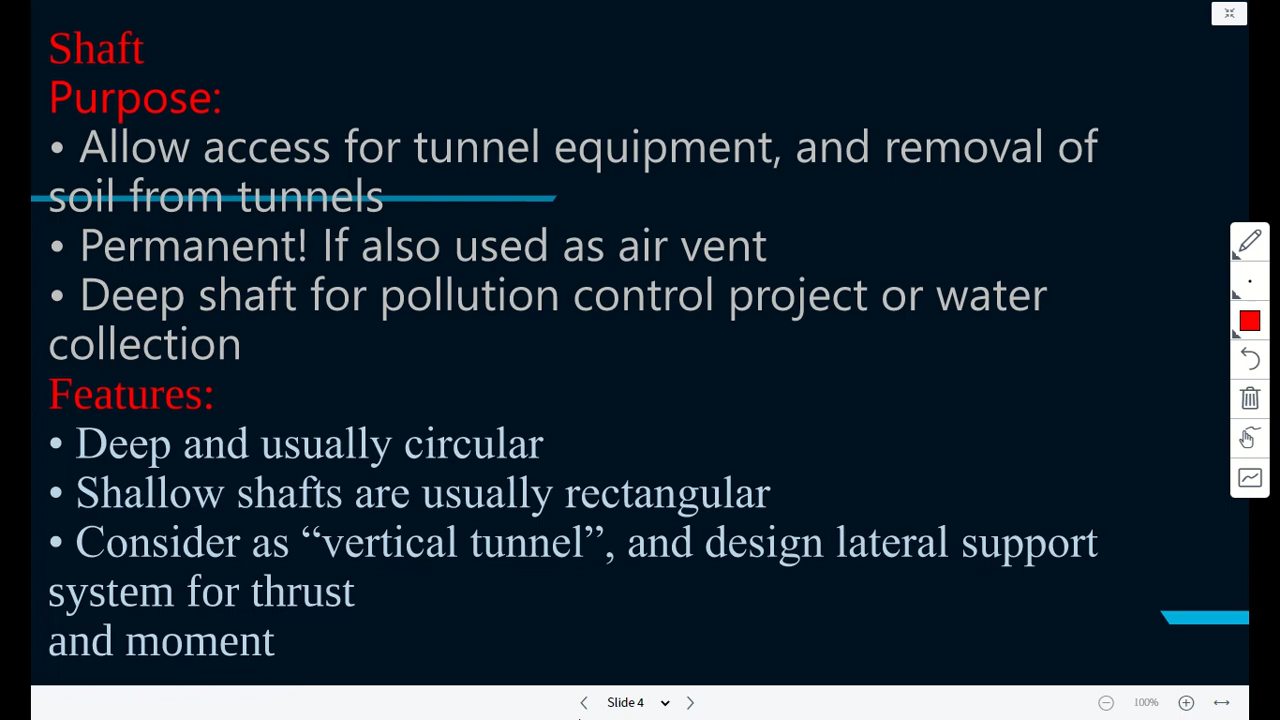 Shaft
Purpose:
• Allow access for tunnel equipment, and removal of
soil from tunnels
• Permanent! If also used as air vent
• Deep shaft for pollution control project or water
collection
Features:
• Deep and usually circular
• Shallow shafts are usually rectangular
• Consider as “vertical tunnel”, and design lateral support
system for thrust
and moment
Slide 4
100%